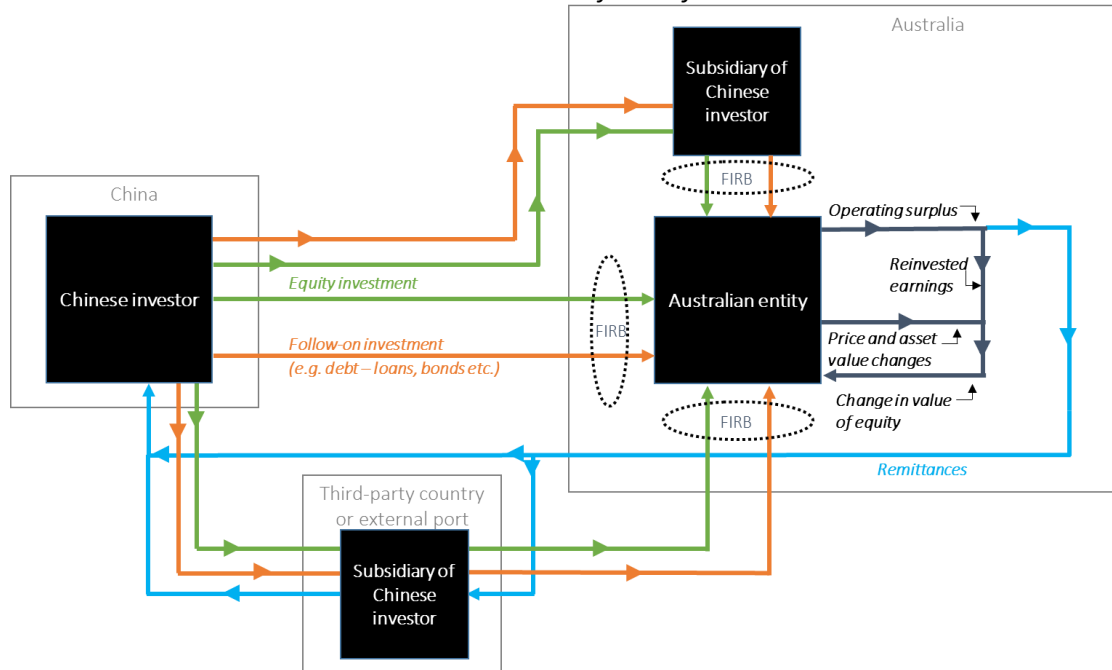 Australia
Subsidiary of
Chinese
investor
FIRB
China
Chinese investor
Equity investment
Follow-on investment
(e.g. debt – loans, bonds etc.)
FIRB
Australian entity
Operating surplus
Reinvested
earnings
Price and asset
value changes
Change in value
of equity
FIRB
Remittances
Third-party country
or external port
Subsidiary of
Chinese
investor